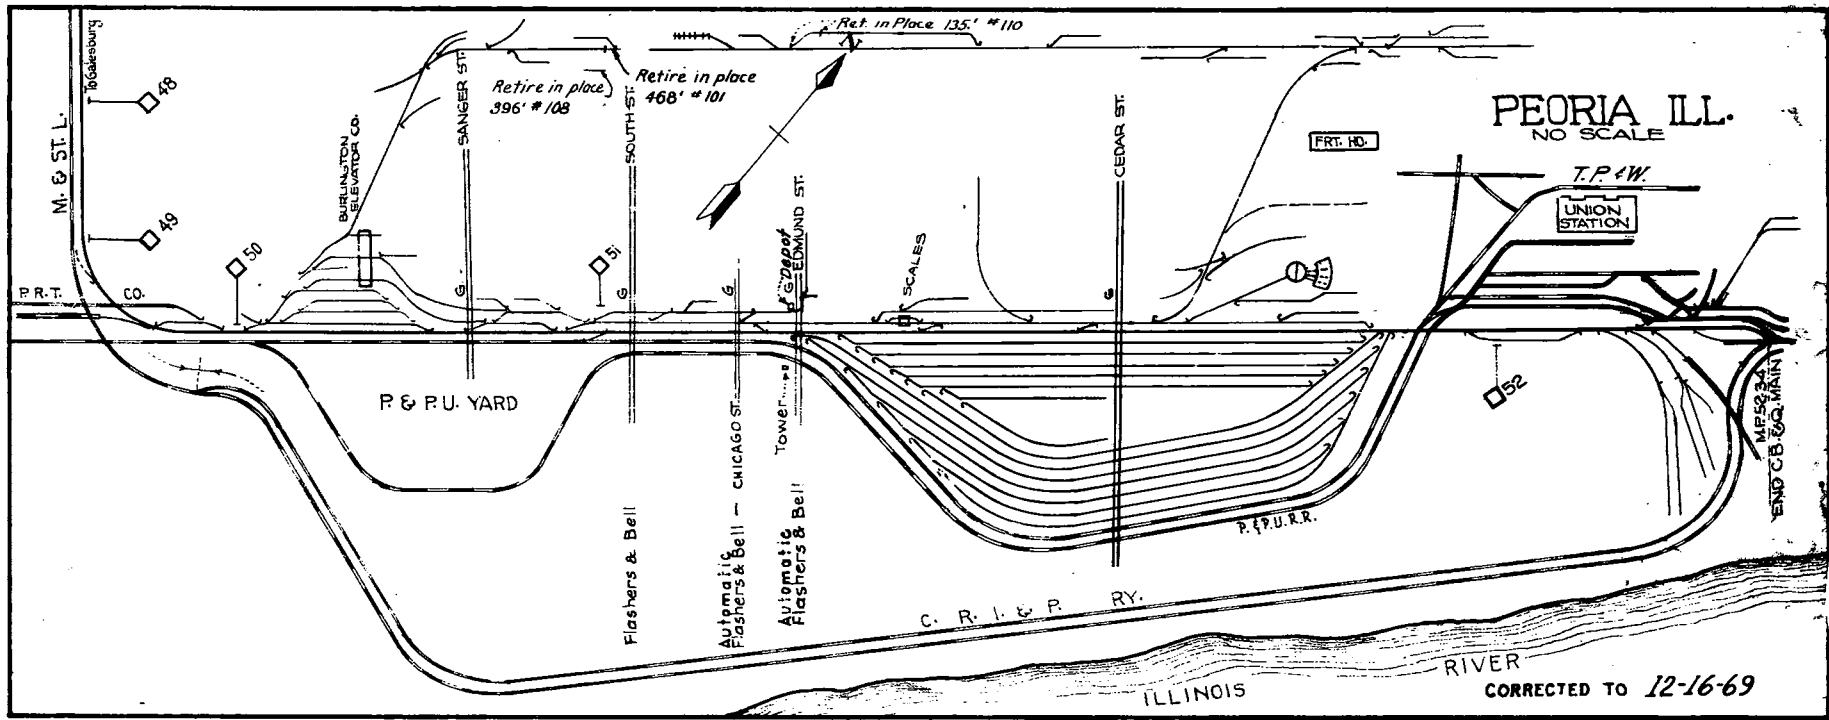 To Galesburg
M. & ST. L.
48
49
50
P. R. T. CO.
BURLINGTON
ELEVATOR CO.
SANGER ST.
Retire in place
396' #108
Retire in place
468' #101
SOUTH ST.
Ret. in Place 135.' #110
51
G
G
G
G
G
Depot
EDMUND ST.
SCALES
CEDAR ST.
FRT. HO.
PEORIA ILL.
NO SCALE
T. P. & W.
UNION
STATION
52
M.P. 52.34
END C.B. & Q. MAIN
P. & P. U. YARD
CHICAGO ST.
Tower
Flashers & Bell
Automatic
Flashers & Bell
Automatic
Flashers & Bell
P. & P. U. R. R.
C. R. I. & P. RY.
ILLINOIS RIVER
CORRECTED TO 12-16-69